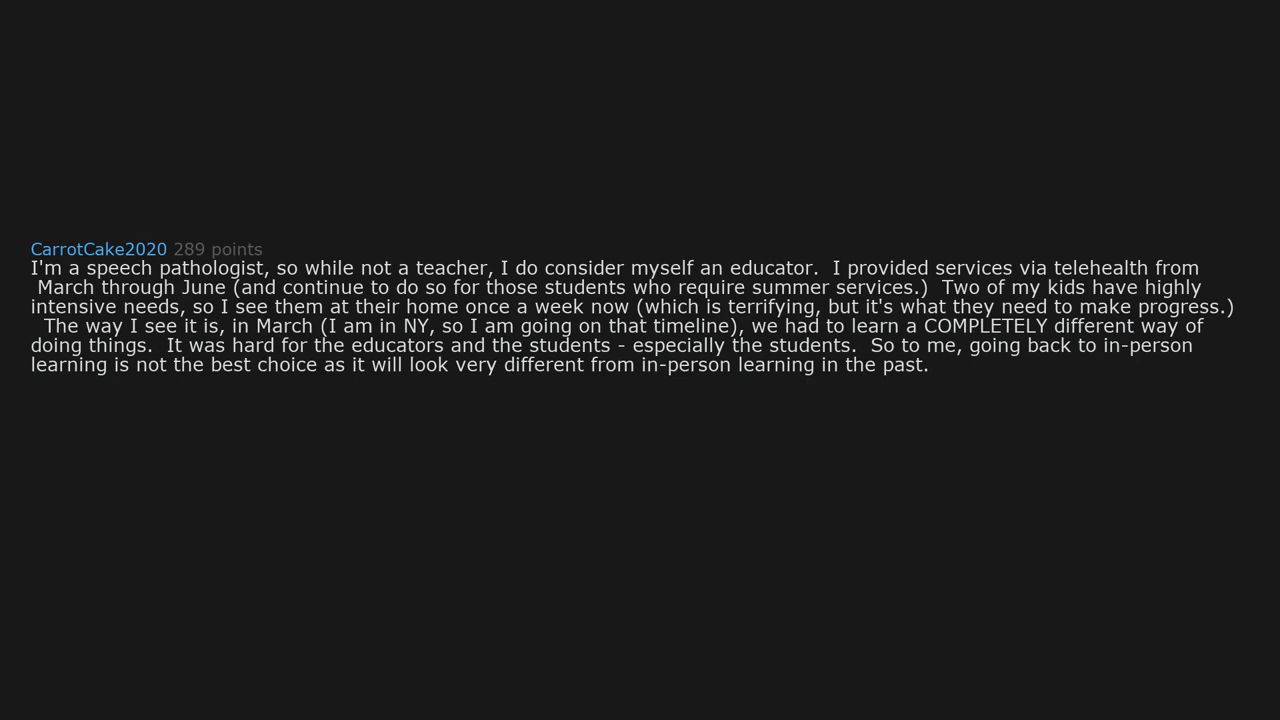 CarrotCake2020 289 points
I'm a speech pathologist, so while not a teacher, I do consider myself an educator.  I provided services via telehealth from
March through June (and continue to do so for those students who require summer services.)  Two of my kids have highly
intensive needs, so I see them at their home once a week now (which is terrifying, but it's what they need to make progress.)
The way I see it is, in March (I am in NY, so I am going on that timeline), we had to learn a COMPLETELY different way of
doing things.  It was hard for the educators and the students - especially the students.  So to me, going back to in-person
learning is not the best choice as it will look very different from in-person learning in the past.